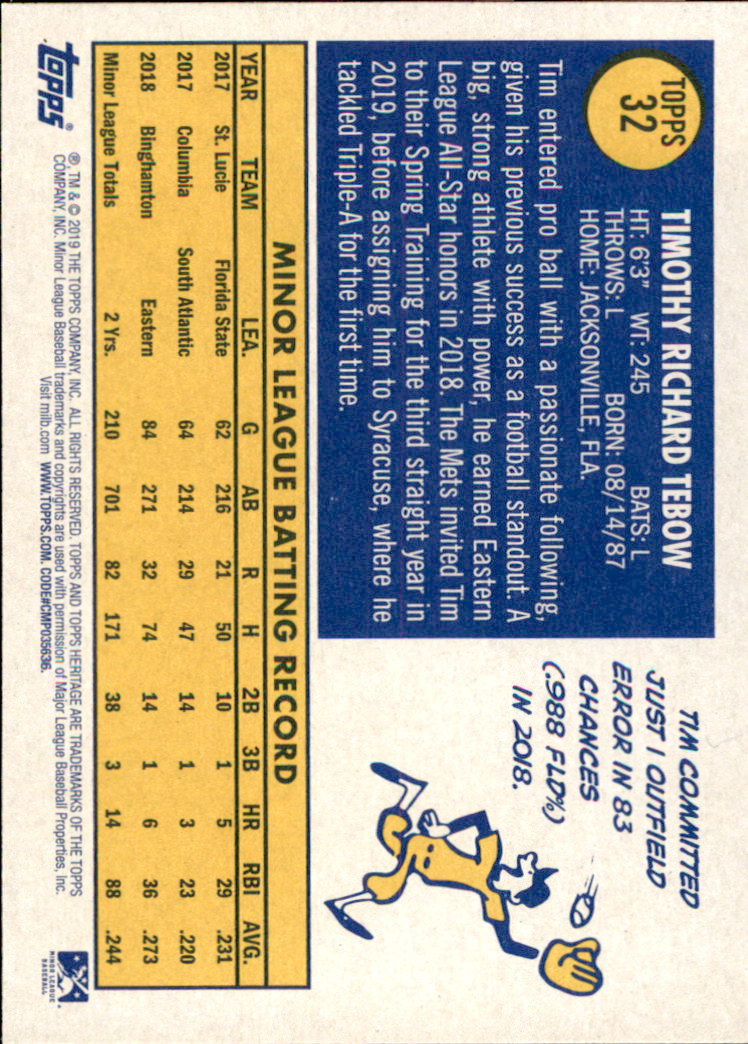 TOPPS
32
TIMOTHY RICHARD TEBOW
HT: 6'3" WT: 245 BATS: L
THROWS: L BORN: 08/14/87
HOME: JACKSONVILLE, FLA.
Tim entered pro ball with a passionate following,
given his previous success as a football standout. A
big, strong athlete with power, he earned Eastern
League All-Star honors in 2018. The Mets invited Tim
to their Spring Training for the third straight year in
2019, before assigning him to Syracuse, where he
tackled Triple-A for the first time.
TIM COMMITTED
JUST 1 OUTFIELD
ERROR IN 83
CHANCES
(.988 FLD%)
IN 2018.
MINOR LEAGUE BATTING RECORD
YEAR TEAM LEA. G AB R H 2B 3B HR RBI AVG.
2017 St. Lucie Florida State 62 216 21 50 10 1 5 29 .231
2017 Columbia South Atlantic 64 214 29 47 14 1 3 23 .220
2018 Binghamton Eastern 84 271 32 74 14 1 6 36 .273
Minor League Totals 2 Yrs. 210 701 82 171 38 3 14 88 .244
topps®
®, TM & © 2019 THE TOPPS COMPANY, INC. ALL RIGHTS RESERVED. TOPPS AND TOPPS HERITAGE ARE TRADEMARKS OF THE TOPPS
COMPANY, INC. Minor League Baseball trademarks and copyrights are used with permission of Major League Baseball Properties, Inc.
Visit milb.com WWW.TOPPS.COM. CODE#CMP035636.
MINOR LEAGUE
BASEBALL